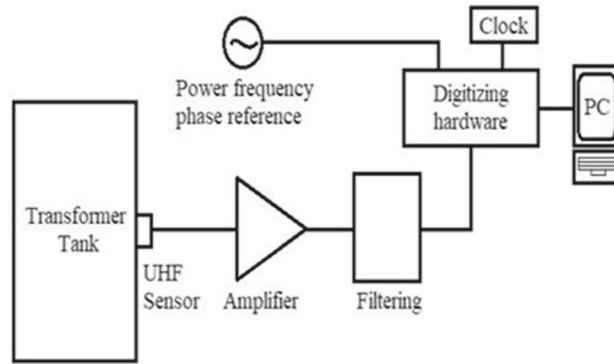 Clock
Power frequency
phase reference
Digitizing
hardware
PC
Transformer
Tank
UHF
Sensor
Amplifier
Filtering